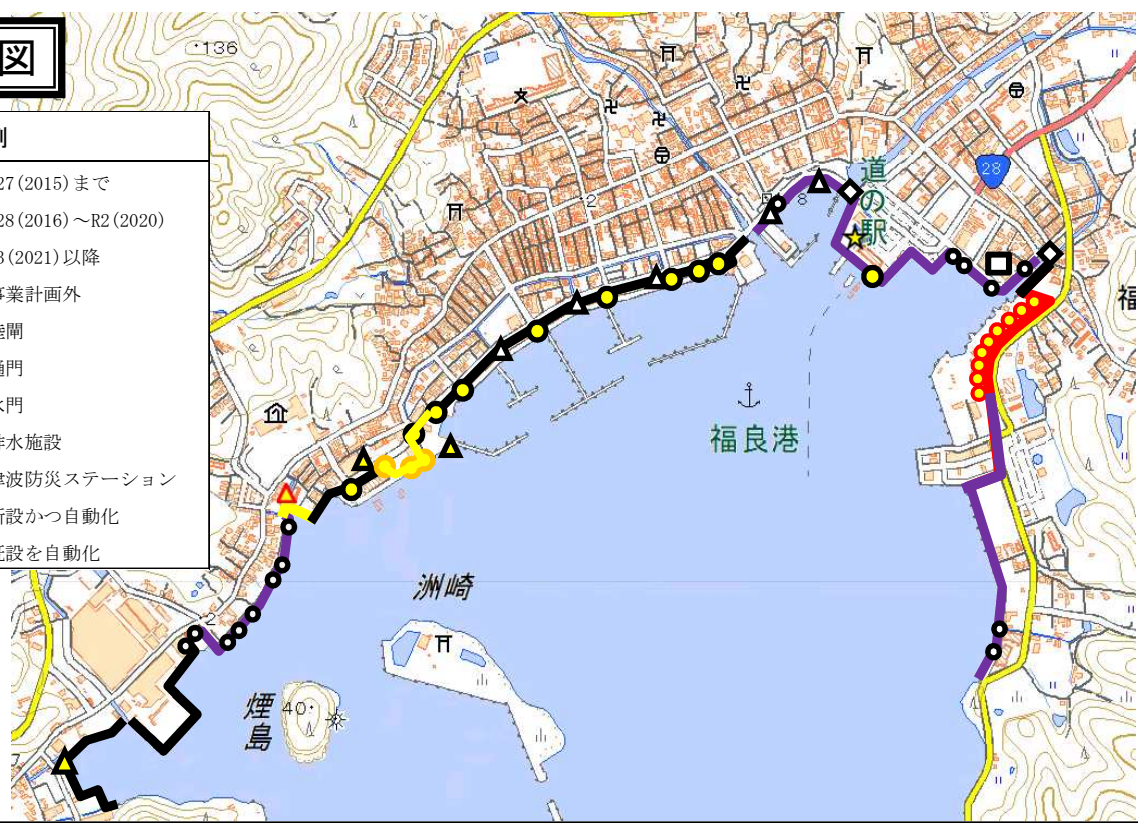 図
例
27(2015)まで
28(2016)～R2(2020)
3(2021)以降
事業計画外
陸閘
樋門
水門
排水施設
津波防災ステーション
新設かつ自動化
既設を自動化
・136
2
8
道の駅
28
福
福良港
洲崎
煙島
40・
・2